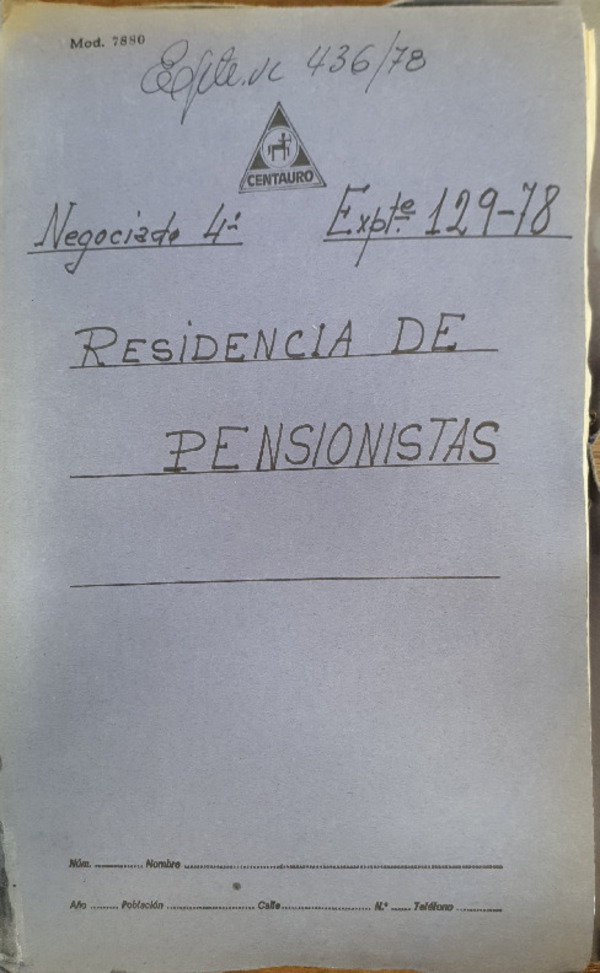 Mod. 7880
Expte. nc 436/78
CENTAURO
Negociado 4º Expte. 129-78
RESIDENCIA DE
PENSIONISTAS
Núm. Nombre
Año Población Calle N.º Teléfono